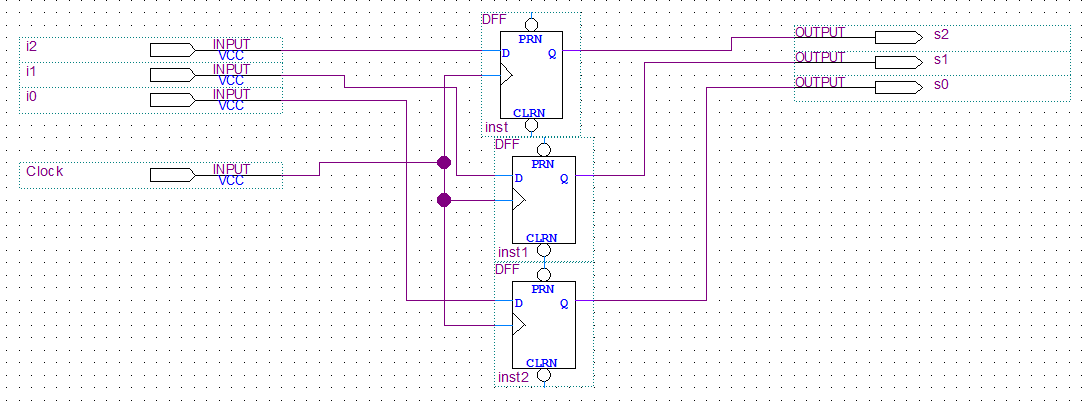 DFF
PRN
D Q
CLRN
inst
i2 INPUT
VCC
i1 INPUT
VCC
i0 INPUT
VCC
Clock INPUT
VCC
DFF
PRN
D Q
CLRN
inst1
DFF
PRN
D Q
CLRN
inst2
OUTPUT s2
OUTPUT s1
OUTPUT s0